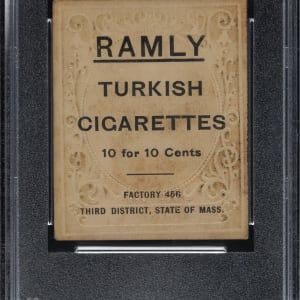 RAMLY
TURKISH
CIGARETTES
10 for 10 Cents
FACTORY 456
THIRD DISTRICT, STATE OF MASS.